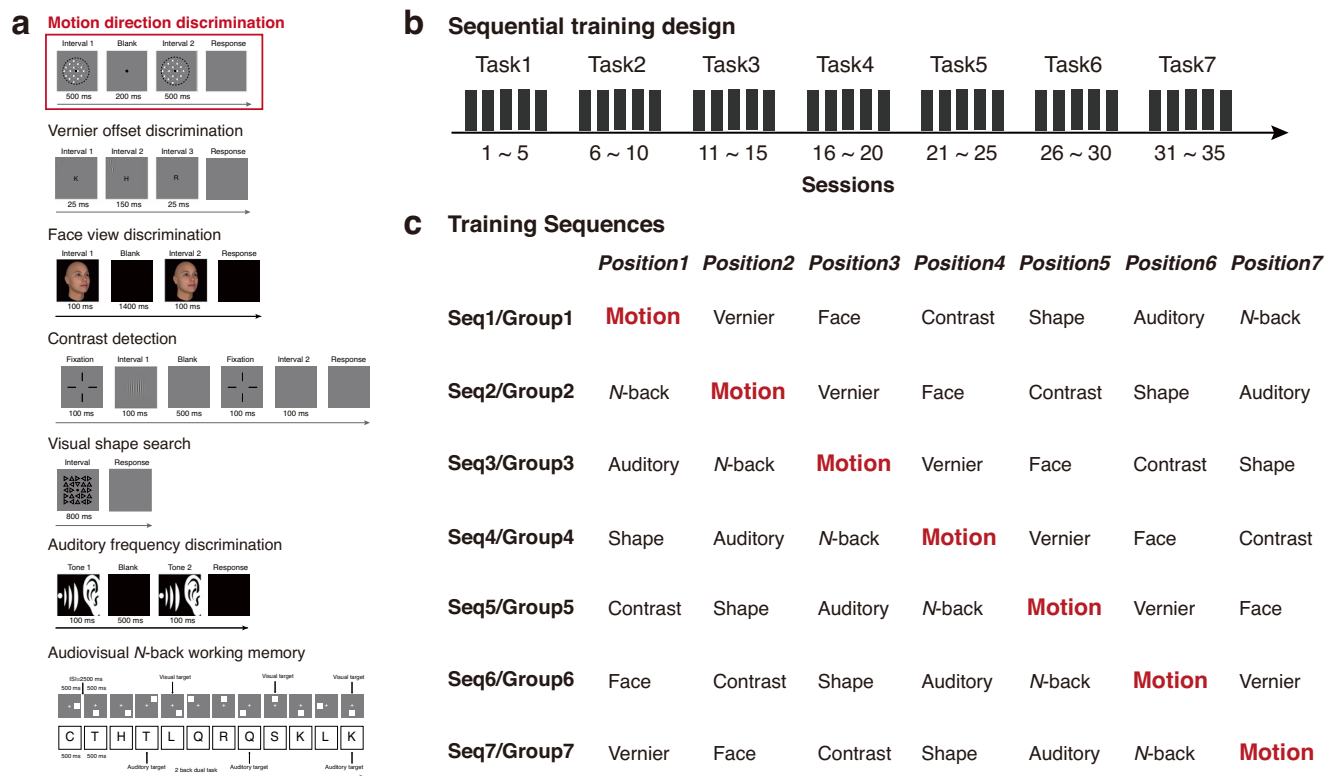 a
Motion direction discrimination
Interval 1 Blank Interval 2 Response
500 ms 200 ms 500 ms
Vernier offset discrimination
Interval 1 Interval 2 Interval 3 Response
K H R
25 ms 150 ms 25 ms
Face view discrimination
Interval 1 Blank Interval 2 Response
100 ms 1400 ms 100 ms
Contrast detection
Fixation Interval 1 Blank Fixation Interval 2 Response
100 ms 100 ms 500 ms 100 ms 100 ms
Visual shape search
Interval Response
800 ms
Auditory frequency discrimination
Tone 1 Blank Tone 2 Response
100 ms 500 ms 100 ms
Audiovisual N-back working memory
ISI=2500 ms Visual target Visual target Visual target
500 ms 500 ms
C T H T L Q R Q S K L K
500 ms 500 ms
Auditory target 2 back dual task Auditory target Auditory target
b Sequential training design
Task1 Task2 Task3 Task4 Task5 Task6 Task7
1 ~ 5 6 ~ 10 11 ~ 15 16 ~ 20 21 ~ 25 26 ~ 30 31 ~ 35
Sessions
c Training Sequences
Position1 Position2 Position3 Position4 Position5 Position6 Position7
Seq1/Group1 Motion Vernier Face Contrast Shape Auditory N-back
Seq2/Group2 N-back Motion Vernier Face Contrast Shape Auditory
Seq3/Group3 Auditory N-back Motion Vernier Face Contrast Shape
Seq4/Group4 Shape Auditory N-back Motion Vernier Face Contrast
Seq5/Group5 Contrast Shape Auditory N-back Motion Vernier Face
Seq6/Group6 Face Contrast Shape Auditory N-back Motion Vernier
Seq7/Group7 Vernier Face Contrast Shape Auditory N-back Motion